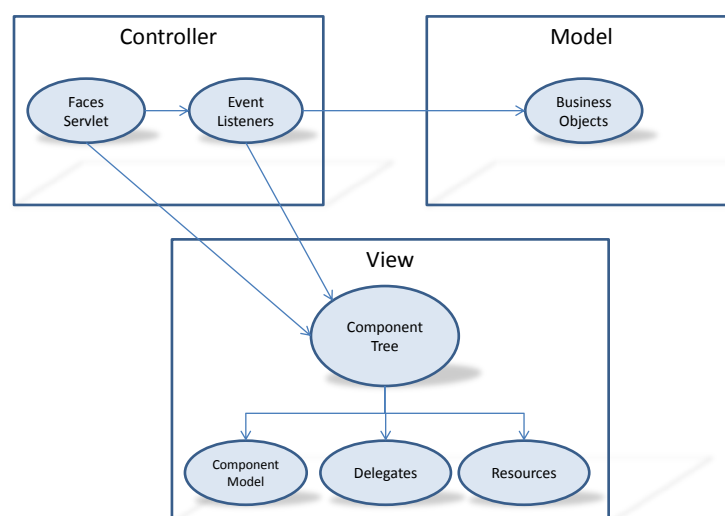 Controller
Model
Faces
Servlet
Event
Listeners
Business
Objects
View
Component
Tree
Component
Model
Delegates
Resources